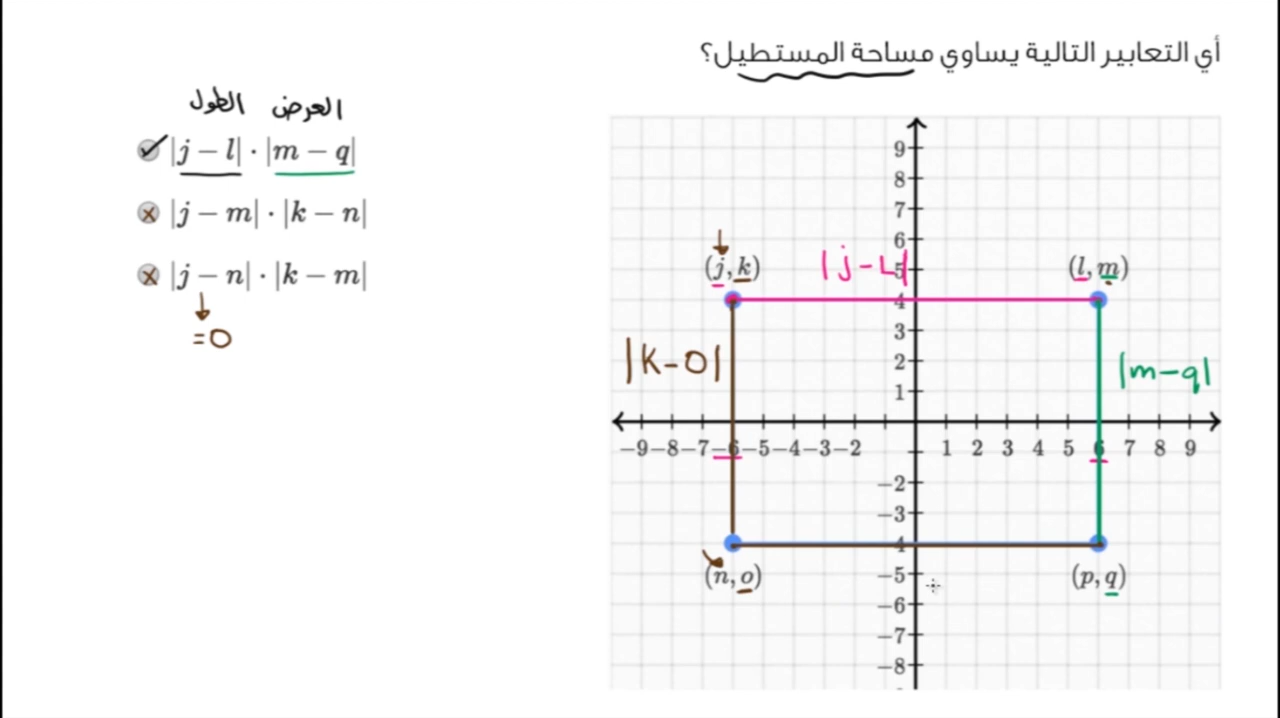 أي التعابير التالية يساوي مساحة المستطيل؟
العرض الطول
|j − l| · |m − q|
|j − m| · |k − n|
|j − n| · |k − m|
=0
9
8
7
6
(j, k) |j-L| 5 (l, m)
4
3
|k-o| 2 |m-q|
1
−9 −8 −7 −6 −5 −4 −3 −2 1 2 3 4 5 6 7 8 9
−2
−3
4
(n, o) −5 (p, q)
−6
−7
−8